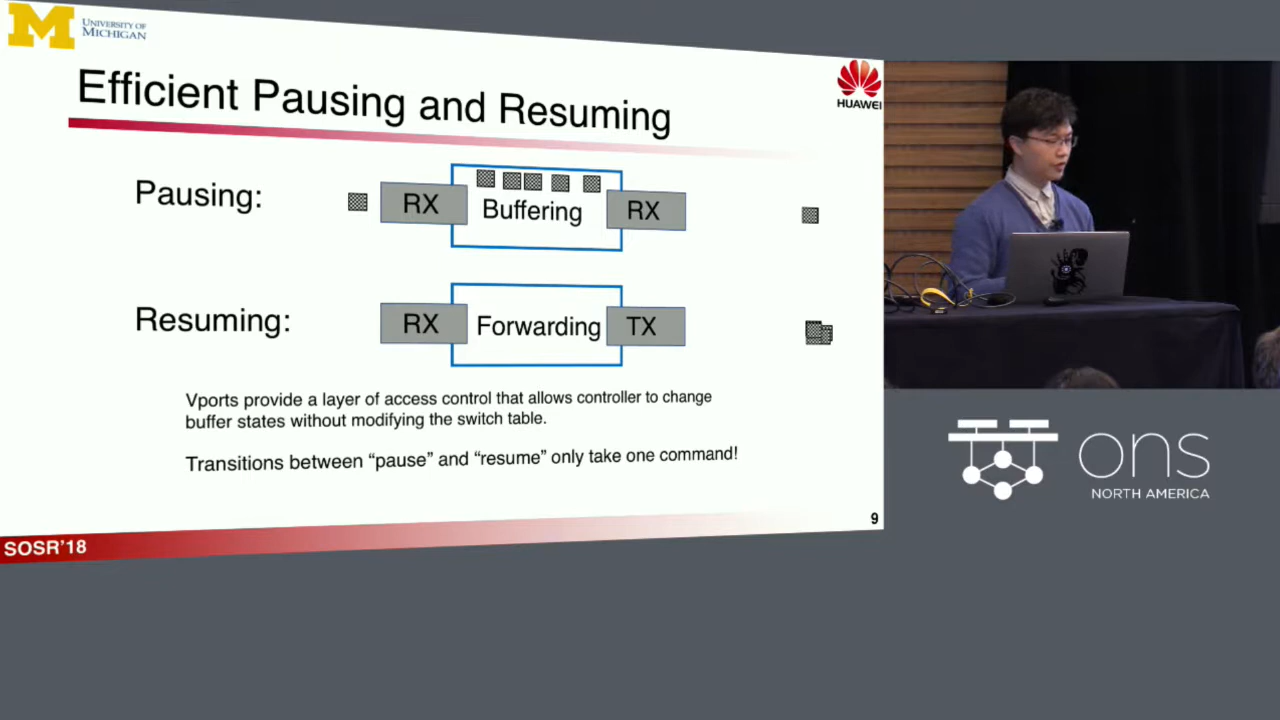 UNIVERSITY OF
MICHIGAN
Efficient Pausing and Resuming
HUAWEI
Pausing:
RX
Buffering
RX
Resuming:
RX
Forwarding
TX
Vports provide a layer of access control that allows controller to change
buffer states without modifying the switch table.
Transitions between “pause” and “resume” only take one command!
9
SOSR’18
ons
NORTH AMERICA